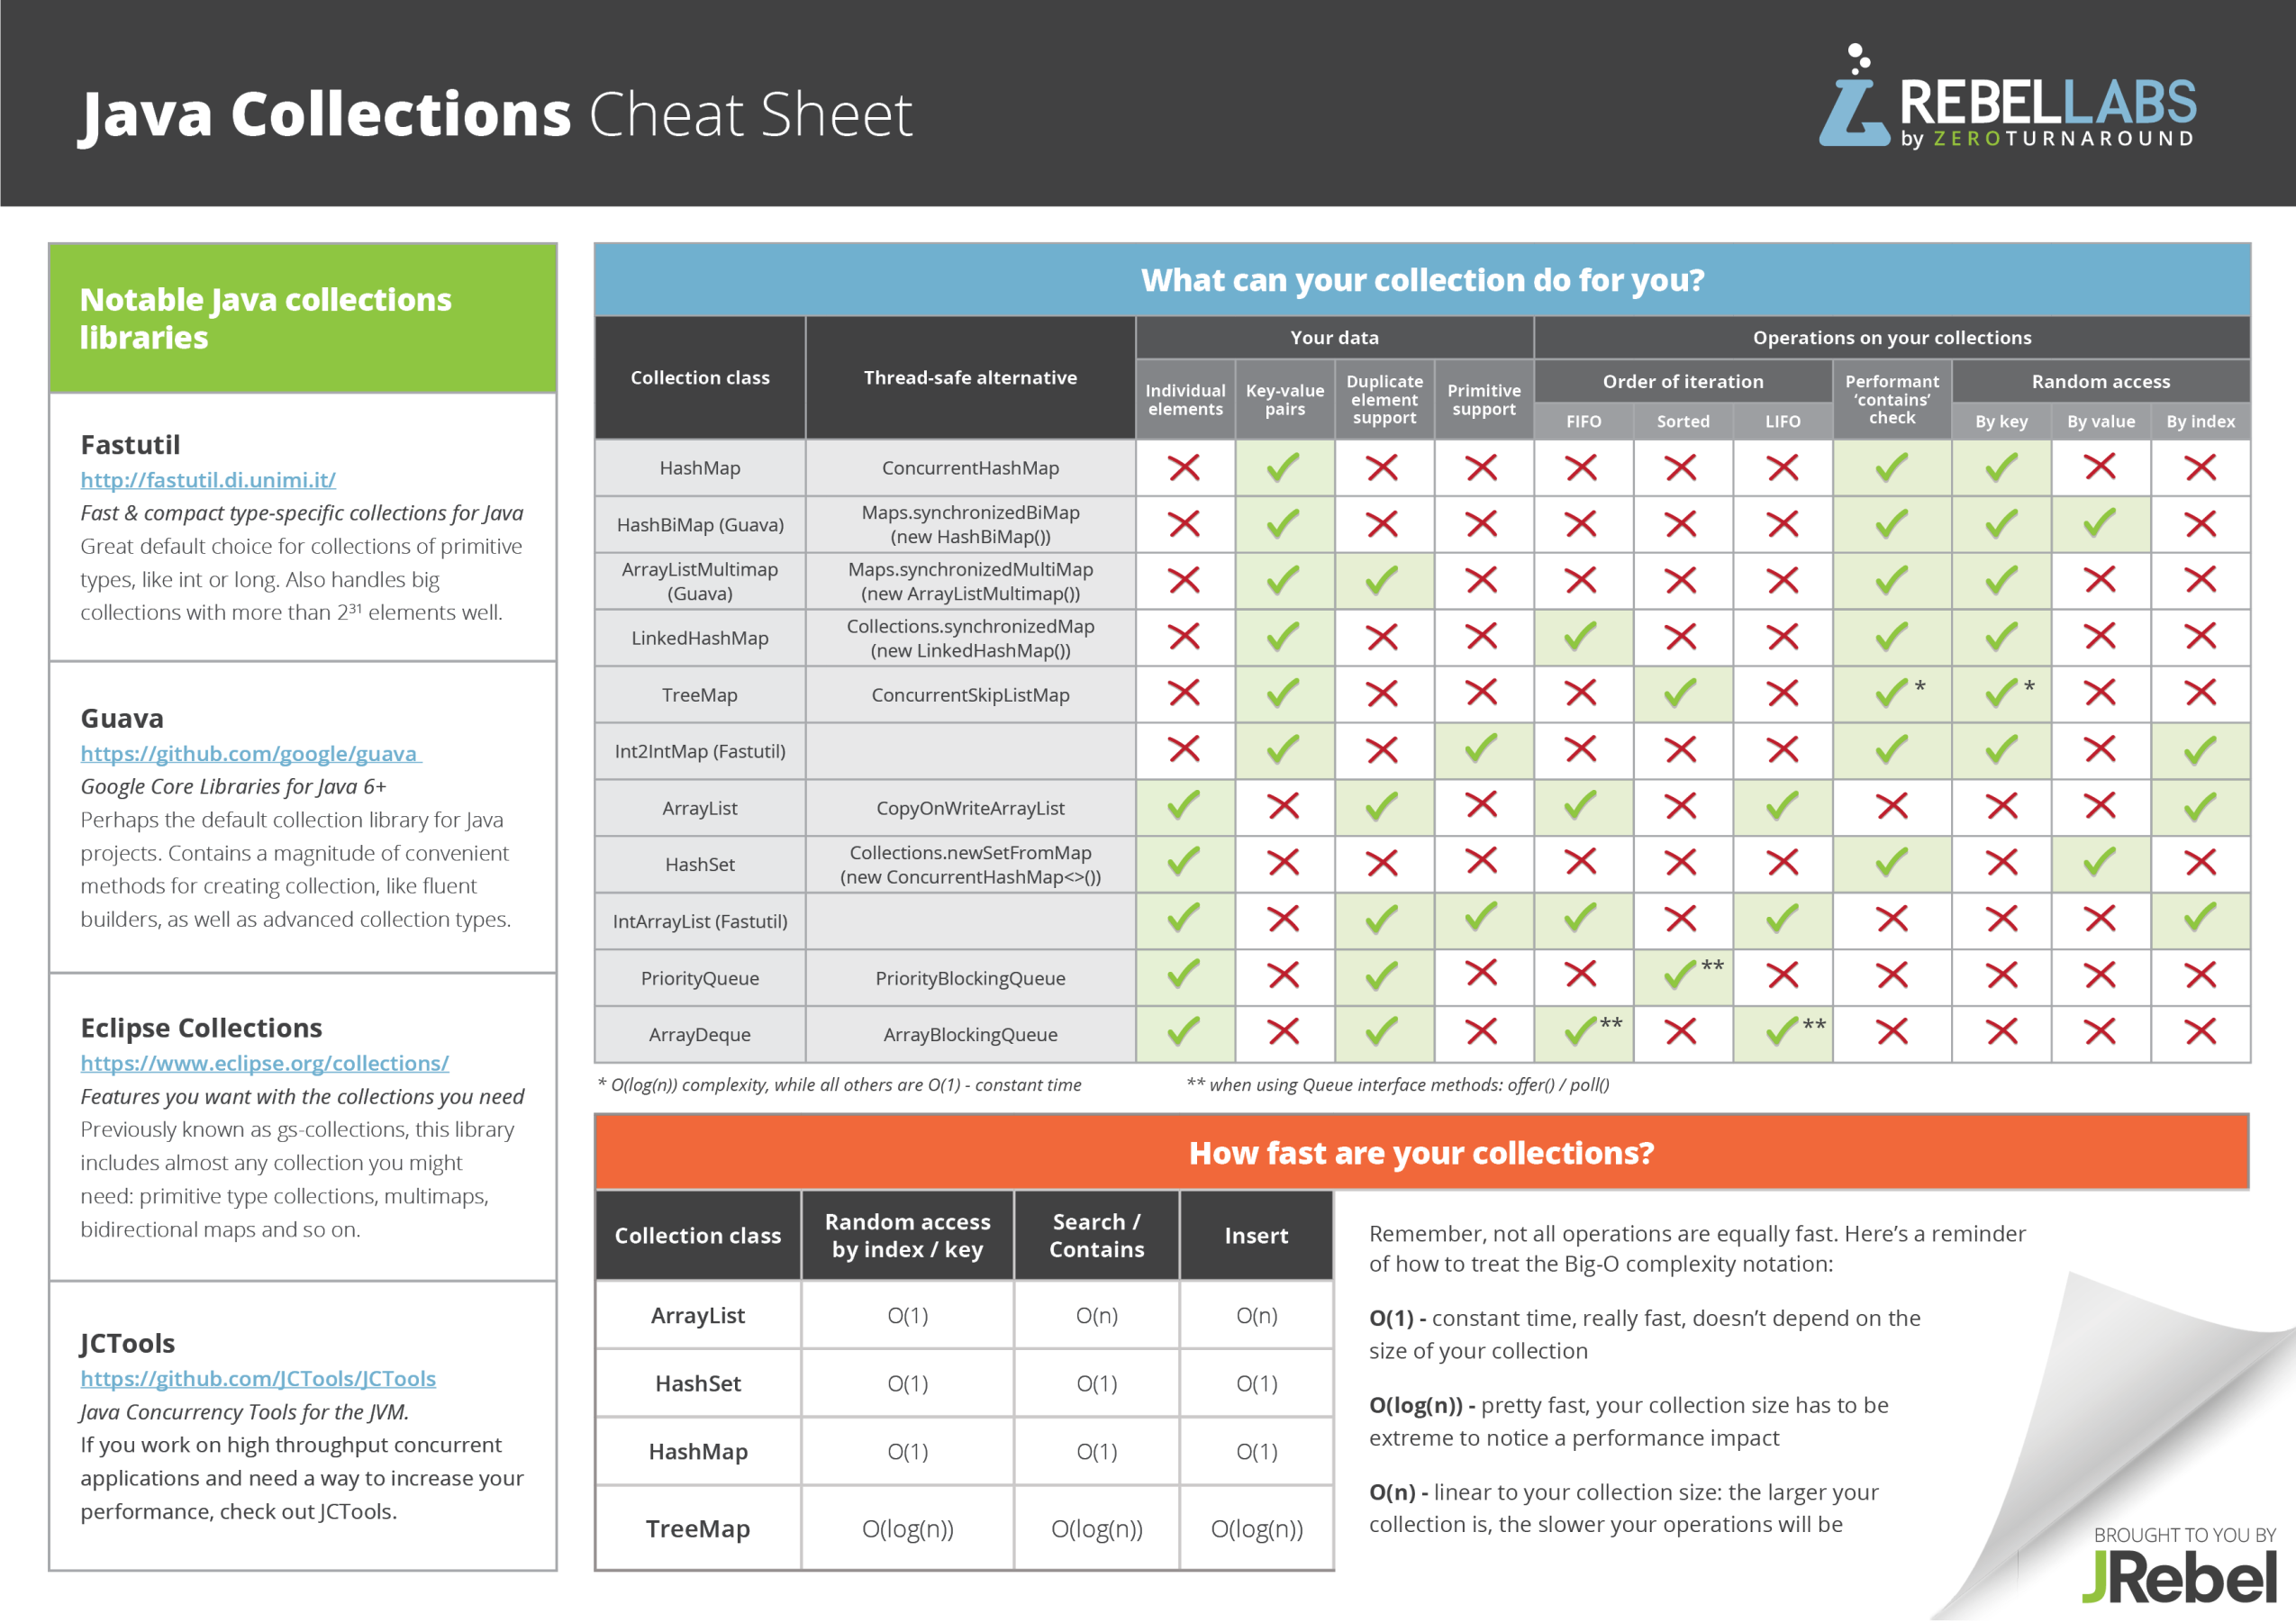 Java Collections Cheat Sheet
REBELLABS
by ZEROTURNAROUND
Notable Java collections
libraries
Fastutil
http://fastutil.di.unimi.it/
Fast & compact type-specific collections for Java
Great default choice for collections of primitive
types, like int or long. Also handles big
collections with more than 2³¹ elements well.
Guava
https://github.com/google/guava
Google Core Libraries for Java 6+
Perhaps the default collection library for Java
projects. Contains a magnitude of convenient
methods for creating collection, like fluent
builders, as well as advanced collection types.
Eclipse Collections
https://www.eclipse.org/collections/
Features you want with the collections you need
Previously known as gs-collections, this library
includes almost any collection you might
need: primitive type collections, multimaps,
bidirectional maps and so on.
JCTools
https://github.com/JCTools/JCTools
Java Concurrency Tools for the JVM.
If you work on high throughput concurrent
applications and need a way to increase your
performance, check out JCTools.
What can your collection do for you?
Collection class
Thread-safe alternative
Your data
Operations on your collections
Individual
elements
Key-value
pairs
Duplicate
element
support
Primitive
support
Order of iteration
FIFO
Sorted
LIFO
Performant
‘contains’
check
Random access
By key
By value
By index
HashMap
ConcurrentHashMap
HashBiMap (Guava)
Maps.synchronizedBiMap
(new HashBiMap())
ArrayListMultimap
(Guava)
Maps.synchronizedMultiMap
(new ArrayListMultimap())
LinkedHashMap
Collections.synchronizedMap
(new LinkedHashMap())
TreeMap
ConcurrentSkipListMap
*
*
Int2IntMap (Fastutil)
ArrayList
CopyOnWriteArrayList
HashSet
Collections.newSetFromMap
(new ConcurrentHashMap<>())
IntArrayList (Fastutil)
PriorityQueue
PriorityBlockingQueue
**
ArrayDeque
ArrayBlockingQueue
**
**
* O(log(n)) complexity, while all others are O(1) - constant time
** when using Queue interface methods: offer() / poll()
How fast are your collections?
Collection class
Random access
by index / key
Search /
Contains
Insert
ArrayList
O(1)
O(n)
O(n)
HashSet
O(1)
O(1)
O(1)
HashMap
O(1)
O(1)
O(1)
TreeMap
O(log(n))
O(log(n))
O(log(n))
Remember, not all operations are equally fast. Here’s a reminder
of how to treat the Big-O complexity notation:
O(1) - constant time, really fast, doesn’t depend on the
size of your collection
O(log(n)) - pretty fast, your collection size has to be
extreme to notice a performance impact
O(n) - linear to your collection size: the larger your
collection is, the slower your operations will be
BROUGHT TO YOU BY
JRebel